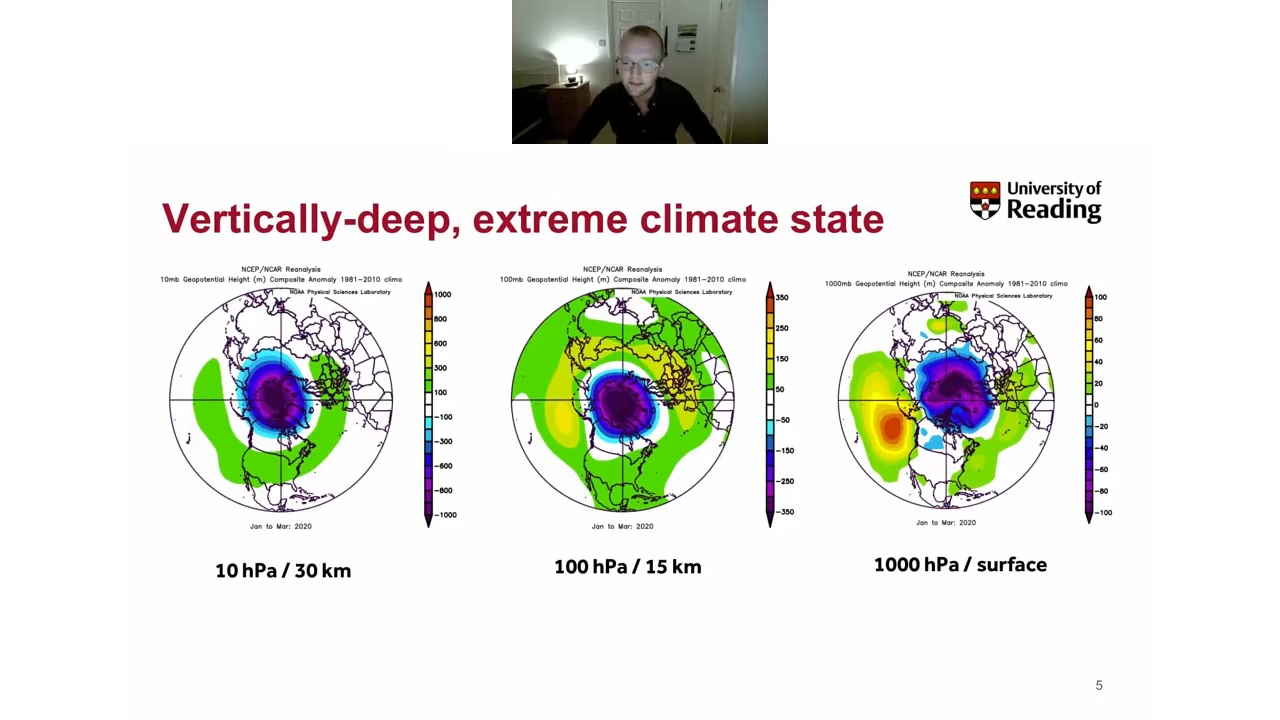 University of
Reading
Vertically-deep, extreme climate state
NCEP/NCAR Reanalysis
10mb Geopotential Height (m) Composite Anomaly 1981-2010 climo
NOAA Physical Sciences Laboratory
1000
800
600
300
100
-100
-300
-600
-800
-1000
Jan to Mar: 2020
10 hPa / 30 km
NCEP/NCAR Reanalysis
100mb Geopotential Height (m) Composite Anomaly 1981-2010 climo
NOAA Physical Sciences Laboratory
350
250
150
50
-50
-150
-250
-350
Jan to Mar: 2020
100 hPa / 15 km
NCEP/NCAR Reanalysis
1000mb Geopotential Height (m) Composite Anomaly 1981-2010 climo
NOAA Physical Sciences Laboratory
100
80
60
40
20
0
-20
-40
-60
-80
-100
Jan to Mar: 2020
1000 hPa / surface
5